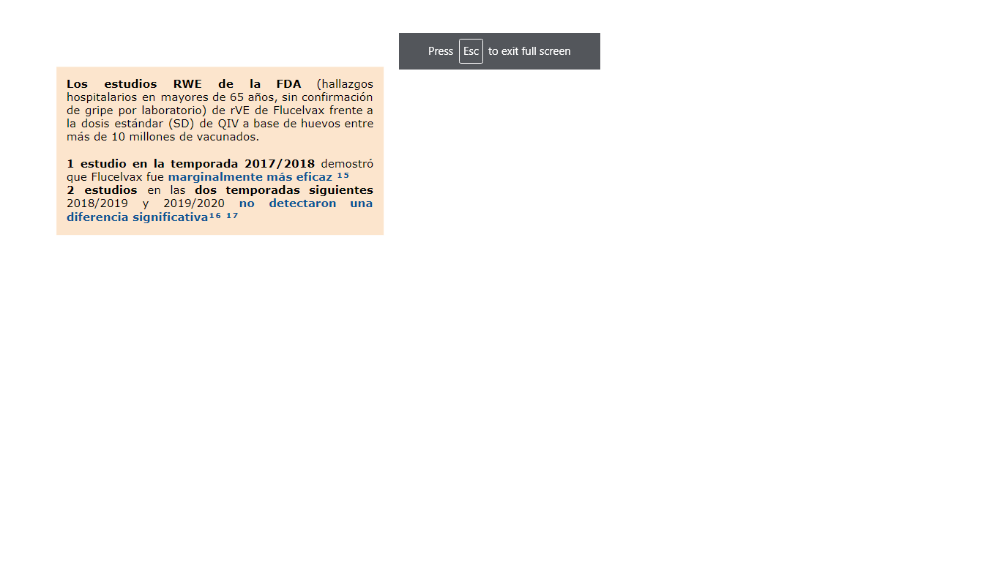 Press Esc to exit full screen
Los estudios RWE de la FDA (hallazgos
hospitalarios en mayores de 65 años, sin confirmación
de gripe por laboratorio) de rVE de Flucelvax frente a
la dosis estándar (SD) de QIV a base de huevos entre
más de 10 millones de vacunados.
1 estudio en la temporada 2017/2018 demostró
que Flucelvax fue marginalmente más eficaz ¹⁵
2 estudios en las dos temporadas siguientes
2018/2019 y 2019/2020 no detectaron una
diferencia significativa¹⁶ ¹⁷